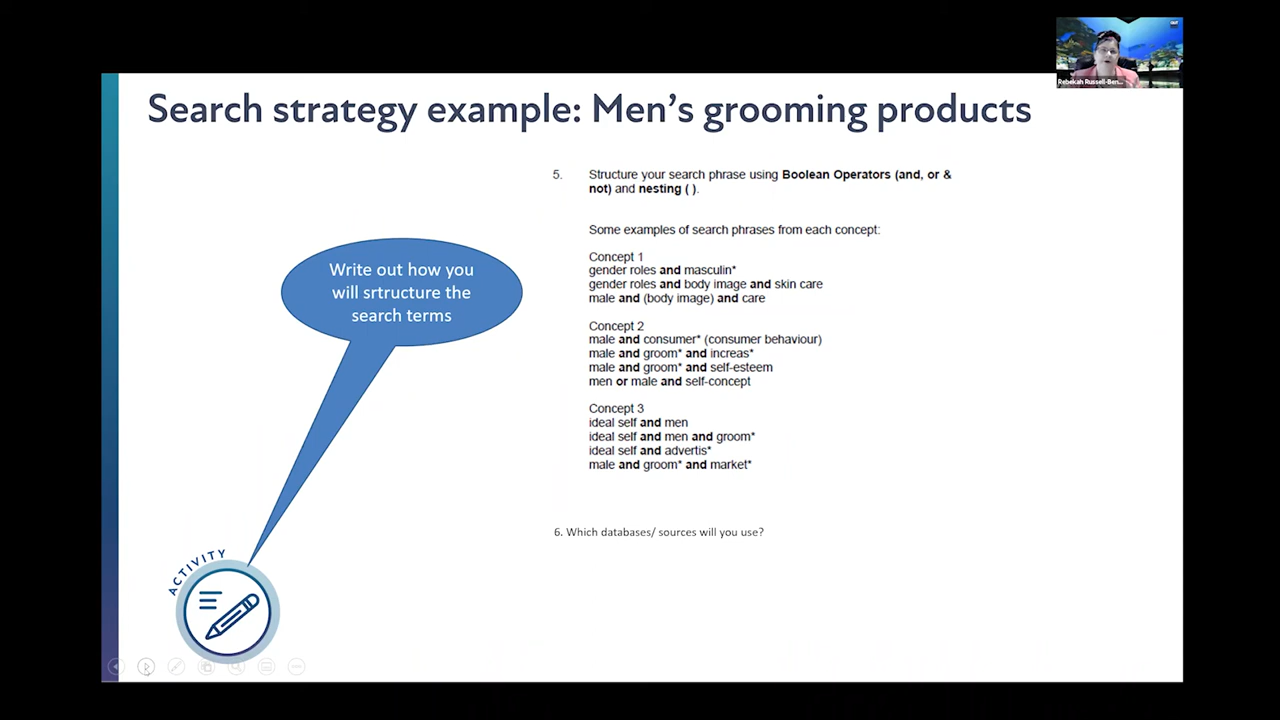 Rebekah Russell-Ben...
Search strategy example: Men's grooming products
5. Structure your search phrase using Boolean Operators (and, or &
not) and nesting ( ).
Some examples of search phrases from each concept:
Concept 1
gender roles and masculin*
gender roles and body image and skin care
male and (body image) and care
Concept 2
male and consumer* (consumer behaviour)
male and groom* and increas*
male and groom* and self-esteem
men or male and self-concept
Concept 3
ideal self and men
ideal self and men and groom*
ideal self and advertis*
male and groom* and market*
6. Which databases/ sources will you use?
Write out how you
will srtructure the
search terms
ACTIVITY